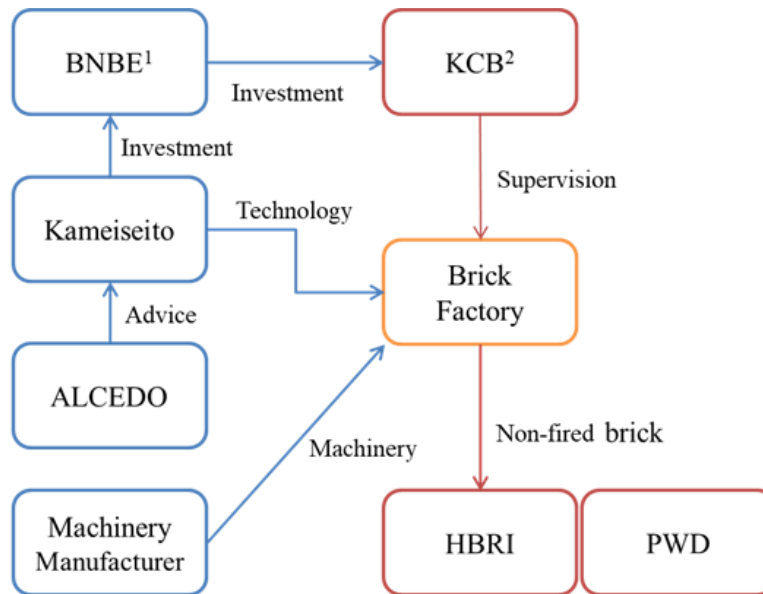 BNBE¹
KCB²
Investment
Investment
Supervision
Kameiseito
Technology
Brick
Factory
Advice
ALCEDO
Machinery
Non-fired brick
Machinery
Manufacturer
HBRI
PWD